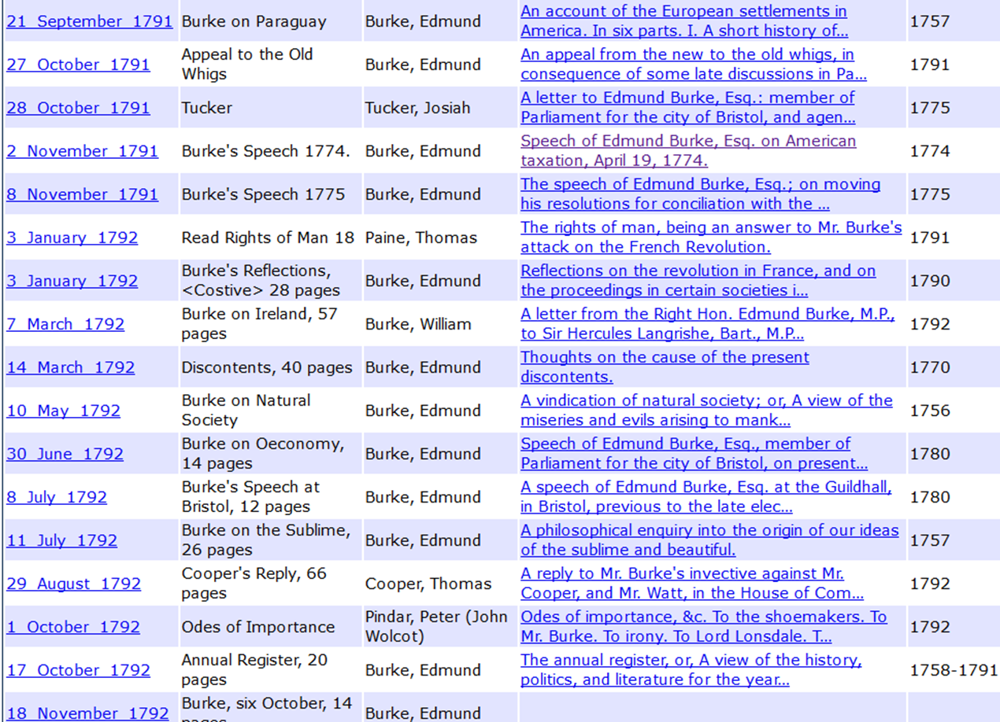 21 September 1791 Burke on Paraguay Burke, Edmund An account of the European settlements in America. In six parts. I. A short history of... 1757
27 October 1791 Appeal to the Old Whigs Burke, Edmund An appeal from the new to the old whigs, in consequence of some late discussions in Pa... 1791
28 October 1791 Tucker Tucker, Josiah A letter to Edmund Burke, Esq.: member of Parliament for the city of Bristol, and agen... 1775
2 November 1791 Burke's Speech 1774. Burke, Edmund Speech of Edmund Burke, Esq. on American taxation, April 19, 1774. 1774
8 November 1791 Burke's Speech 1775 Burke, Edmund The speech of Edmund Burke, Esq.; on moving his resolutions for conciliation with the ... 1775
3 January 1792 Read Rights of Man 18 Paine, Thomas The rights of man, being an answer to Mr. Burke's attack on the French Revolution. 1791
3 January 1792 Burke's Reflections, <Costive> 28 pages Burke, Edmund Reflections on the revolution in France, and on the proceedings in certain societies i... 1790
7 March 1792 Burke on Ireland, 57 pages Burke, William A letter from the Right Hon. Edmund Burke, M.P., to Sir Hercules Langrishe, Bart., M.P... 1792
14 March 1792 Discontents, 40 pages Burke, Edmund Thoughts on the cause of the present discontents. 1770
10 May 1792 Burke on Natural Society Burke, Edmund A vindication of natural society; or, A view of the miseries and evils arising to mank... 1756
30 June 1792 Burke on Oeconomy, 14 pages Burke, Edmund Speech of Edmund Burke, Esq., member of Parliament for the city of Bristol, on present... 1780
8 July 1792 Burke's Speech at Bristol, 12 pages Burke, Edmund A speech of Edmund Burke, Esq. at the Guildhall, in Bristol, previous to the late elec... 1780
11 July 1792 Burke on the Sublime, 26 pages Burke, Edmund A philosophical enquiry into the origin of our ideas of the sublime and beautiful. 1757
29 August 1792 Cooper's Reply, 66 pages Cooper, Thomas A reply to Mr. Burke's invective against Mr. Cooper, and Mr. Watt, in the House of Com... 1792
1 October 1792 Odes of Importance Pindar, Peter (John Wolcot) Odes of importance, &c. To the shoemakers. To Mr. Burke. To irony. To Lord Lonsdale. T... 1792
17 October 1792 Annual Register, 20 pages Burke, Edmund The annual register, or, A view of the history, politics, and literature for the year... 1758-1791
18 November 1792 Burke, six October, 14 pages Burke, Edmund